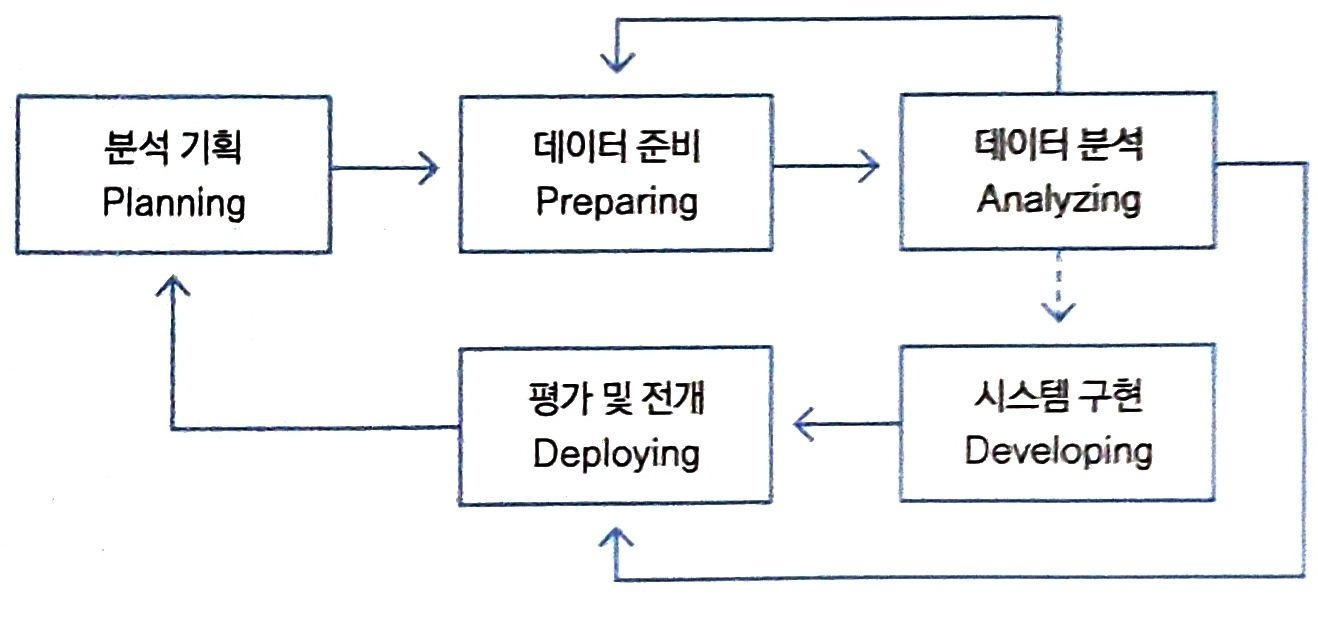 분석 기획
Planning
데이터 준비
Preparing
데이터 분석
Analyzing
평가 및 전개
Deploying
시스템 구현
Developing